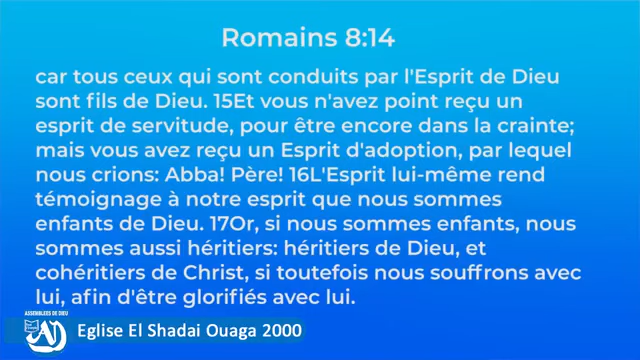 Romains 8:14
car tous ceux qui sont conduits par l'Esprit de Dieu
sont fils de Dieu. 15Et vous n'avez point reçu un
esprit de servitude, pour être encore dans la crainte;
mais vous avez reçu un Esprit d'adoption, par lequel
nous crions: Abba! Père! 16L'Esprit lui-même rend
témoignage à notre esprit que nous sommes
enfants de Dieu. 17Or, si nous sommes enfants, nous
sommes aussi héritiers: héritiers de Dieu, et
cohéritiers de Christ, si toutefois nous souffrons avec
lui, afin d'être glorifiés avec lui.
ASSEMBLEES DE DIEU
AD
Eglise El Shadai Ouaga 2000